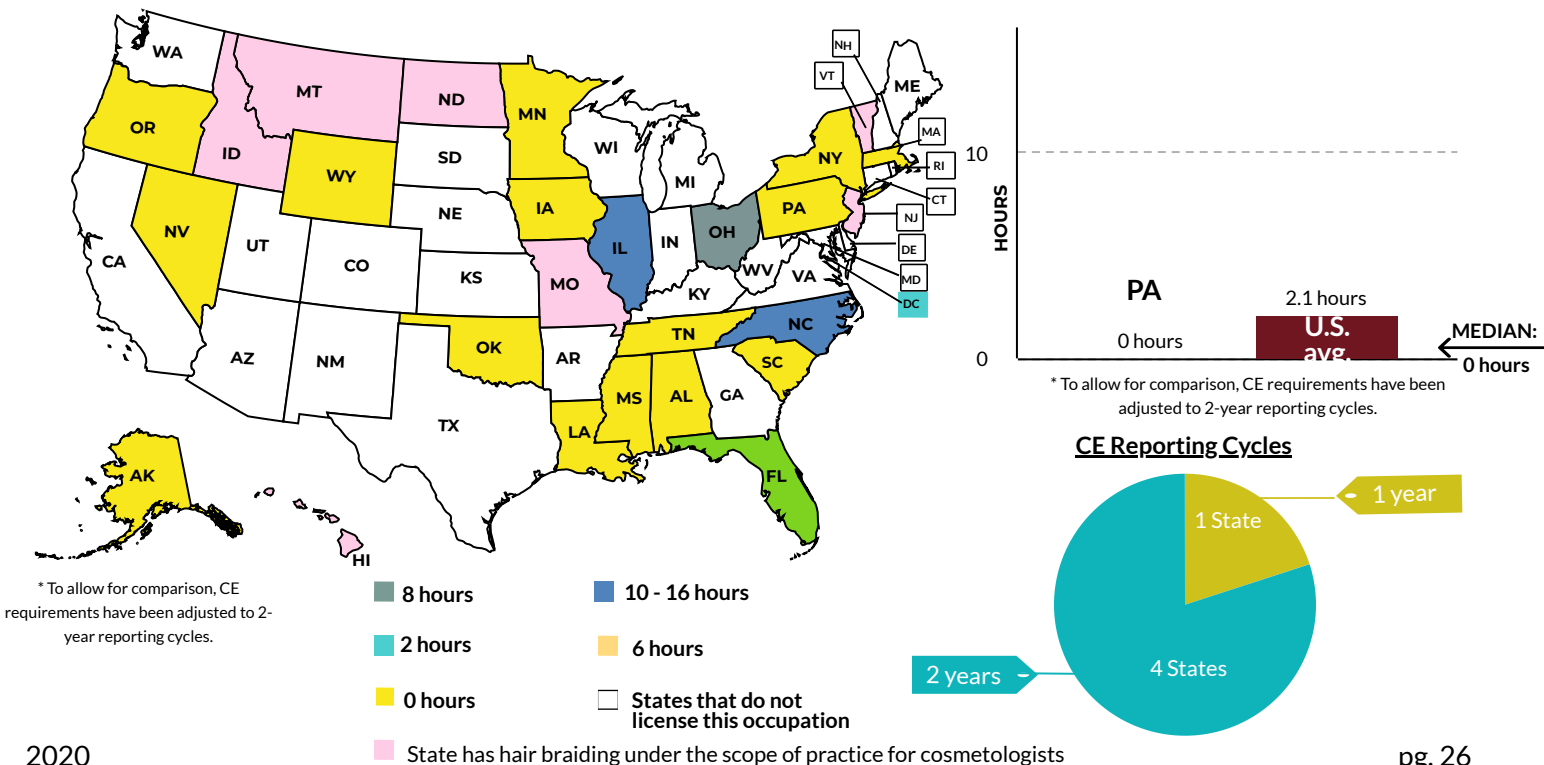 WA
OR
MT
ID
ND
MN
WY
SD
WI
MI
NY
ME
NH
VT
MA
RI
CT
NJ
DE
MD
DC
NV
CA
UT
CO
NE
KS
IA
IL
IN
OH
PA
WV
VA
KY
MO
NC
TN
SC
AZ
NM
OK
AR
MS
AL
GA
TX
LA
FL
AK
HI
HOURS
10
0
PA
0 hours
2.1 hours
U.S.
avg.
MEDIAN:
0 hours
* To allow for comparison, CE requirements have been
adjusted to 2-year reporting cycles.
CE Reporting Cycles
1 year
1 State
4 States
2 years
* To allow for comparison, CE
requirements have been adjusted to 2-
year reporting cycles.
8 hours
10 - 16 hours
2 hours
6 hours
0 hours
States that do not
license this occupation
State has hair braiding under the scope of practice for cosmetologists
2020
pg. 26